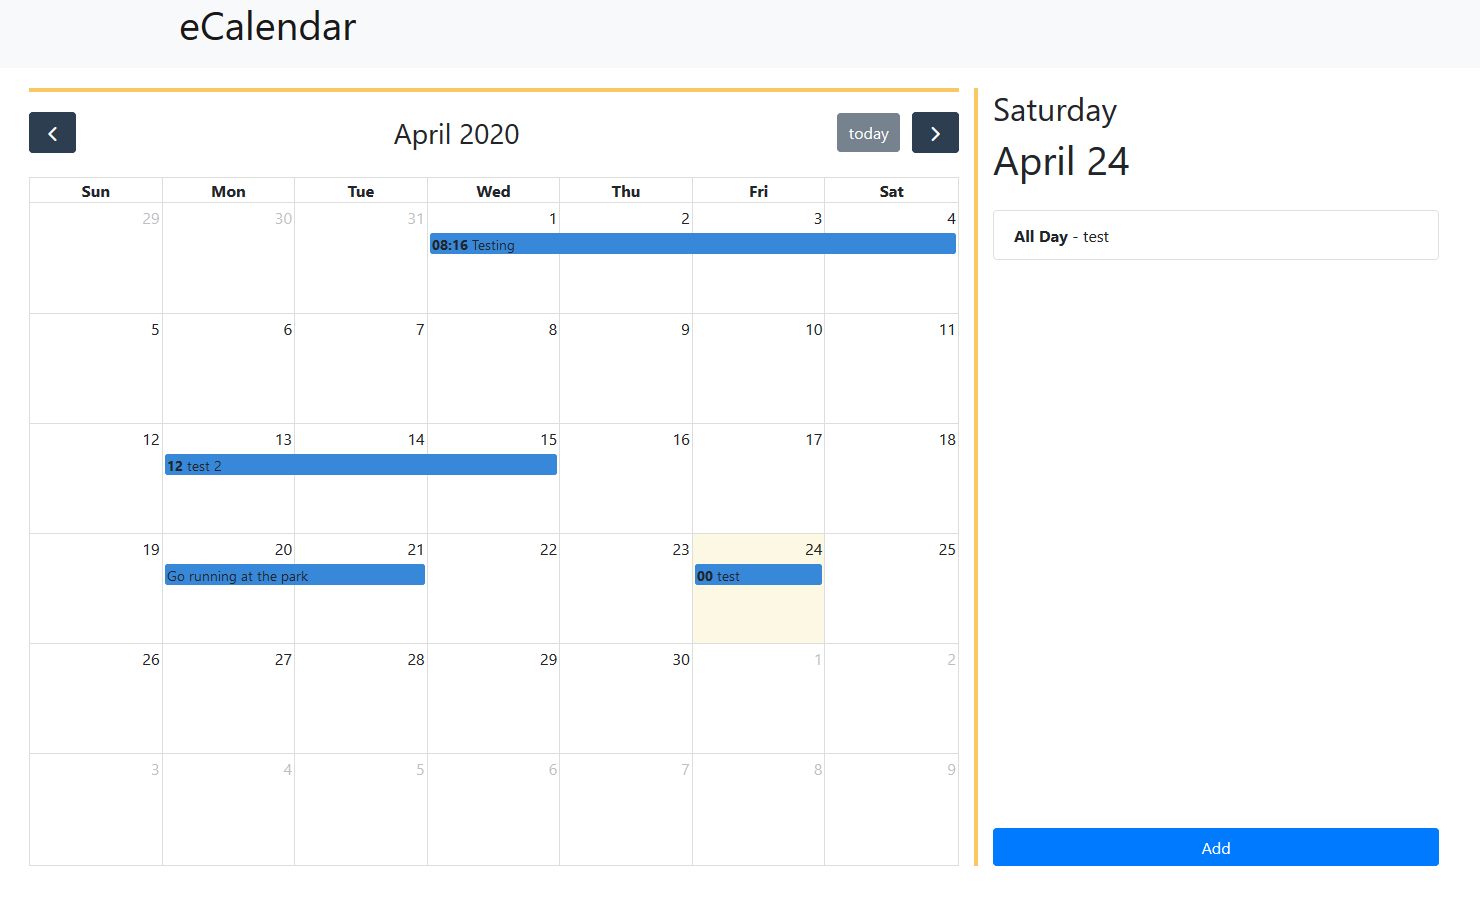 eCalendar
April 2020
today
Sun Mon Tue Wed Thu Fri Sat
29 30 31 1 2 3 4
08:16 Testing
5 6 7 8 9 10 11
12 13 14 15 16 17 18
12 test 2
19 20 21 22 23 24 25
Go running at the park 00 test
26 27 28 29 30 1 2
3 4 5 6 7 8 9
Saturday
April 24
All Day - test
Add